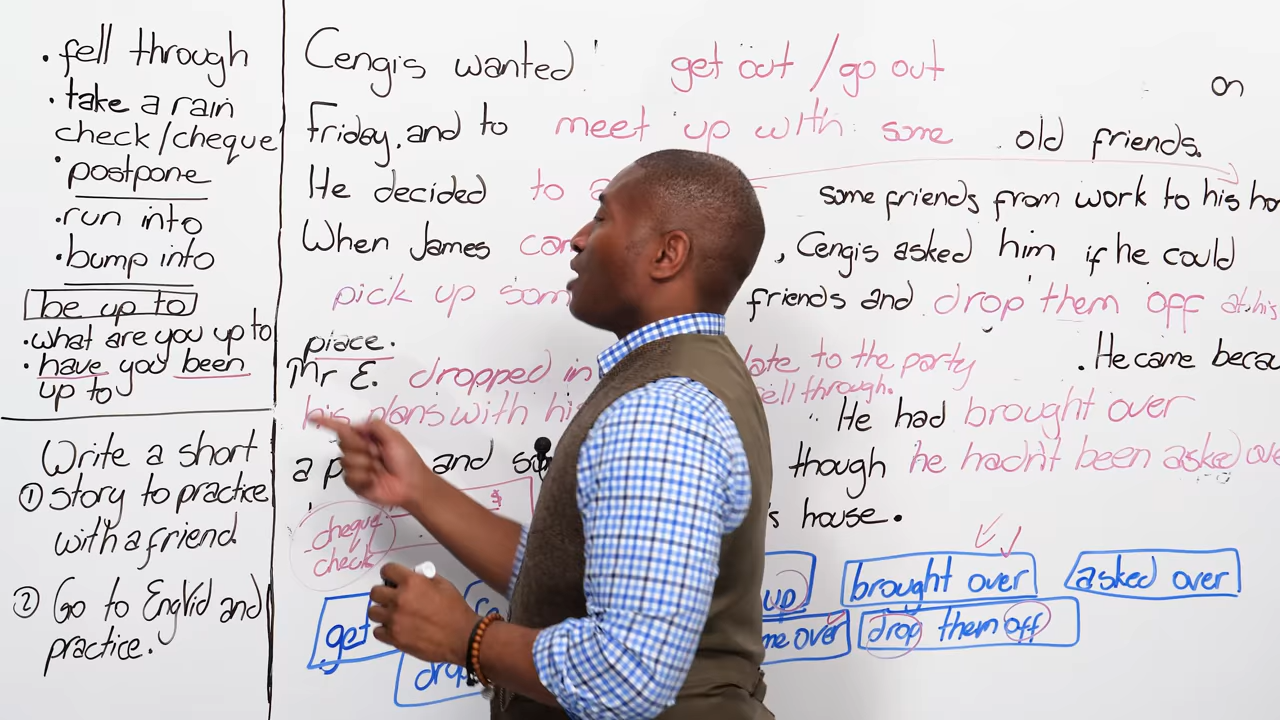 . fell through
. take a rain
check/cheque
. postpone
. run into
. bump into
be up to
. what are you up to
. have you been
up to
Write a short
① story to practice
with a friend.
② Go to EngVid and
practice.
Cengis wanted get out / go out on
Friday, and to meet up with some old friends.
He decided to some friends from work to his
When James , Cengis asked him if he could
pick up friends and drop them off at his
place.
Mr E. dropped in late to the party . He came
his plans with fell through. He had brought over
a and though he hadn't been asked
's house.
cheque $
check
get up brought over asked over
over drop them off